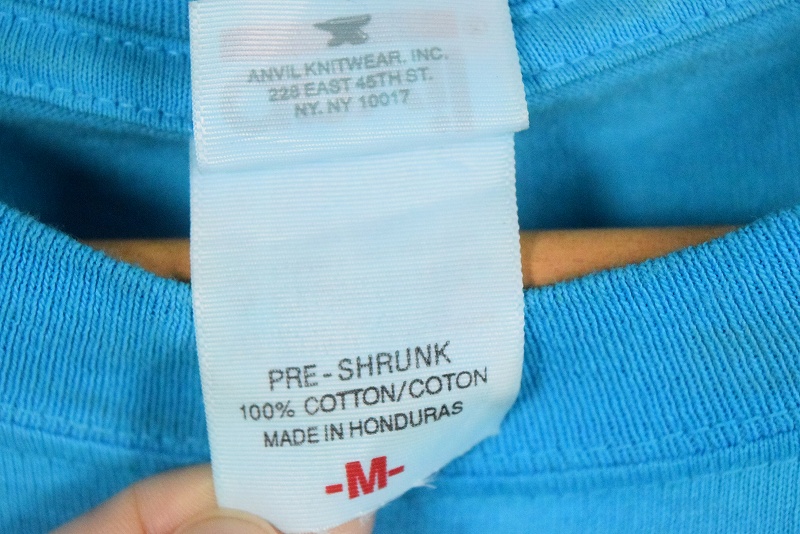 ANVIL KNITWEAR, INC.
228 EAST 45TH ST.
NY. NY 10017
PRE-SHRUNK
100% COTTON/COTON
MADE IN HONDURAS
-M-